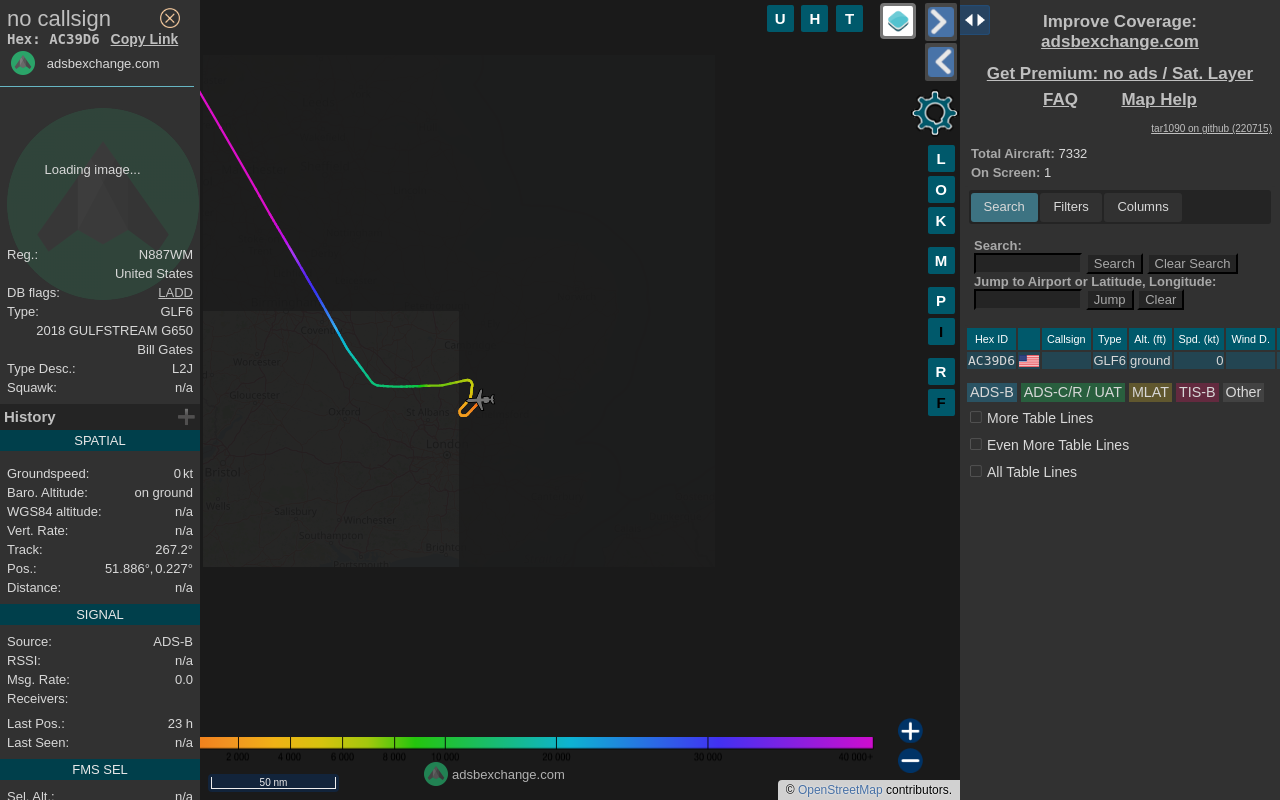 no callsign
Hex: AC39D6 Copy Link
adsbexchange.com
Loading image...
Reg.: N887WM
United States
DB flags: LADD
Type: GLF6
2018 GULFSTREAM G650
Bill Gates
Type Desc.: L2J
Squawk: n/a
History
SPATIAL
Groundspeed: 0 kt
Baro. Altitude: on ground
WGS84 altitude: n/a
Vert. Rate: n/a
Track: 267.2°
Pos.: 51.886°, 0.227°
Distance: n/a
SIGNAL
Source: ADS-B
RSSI: n/a
Msg. Rate: 0.0
Receivers:
Last Pos.: 23 h
Last Seen: n/a
FMS SEL
Sel. Alt.: n/a
U H T
L
O
K
M
P
I
R
F
Coventry
Worcester
Gloucester
Oxford
St Albans
London
Bristol
Wells
Salisbury
Winchester
Southampton
Portsmouth
2 000 4 000 6 000 8 000 10 000 20 000 30 000 40 000+
adsbexchange.com
50 nm
© OpenStreetMap contributors.
Improve Coverage:
adsbexchange.com
Get Premium: no ads / Sat. Layer
FAQ Map Help
tar1090 on github (220715)
Total Aircraft: 7332
On Screen: 1
Search Filters Columns
Search:
Search Clear Search
Jump to Airport or Latitude, Longitude:
Jump Clear
Hex ID Callsign Type Alt. (ft) Spd. (kt) Wind D.
AC39D6 GLF6 ground 0
ADS-B ADS-C/R / UAT MLAT TIS-B Other
More Table Lines
Even More Table Lines
All Table Lines